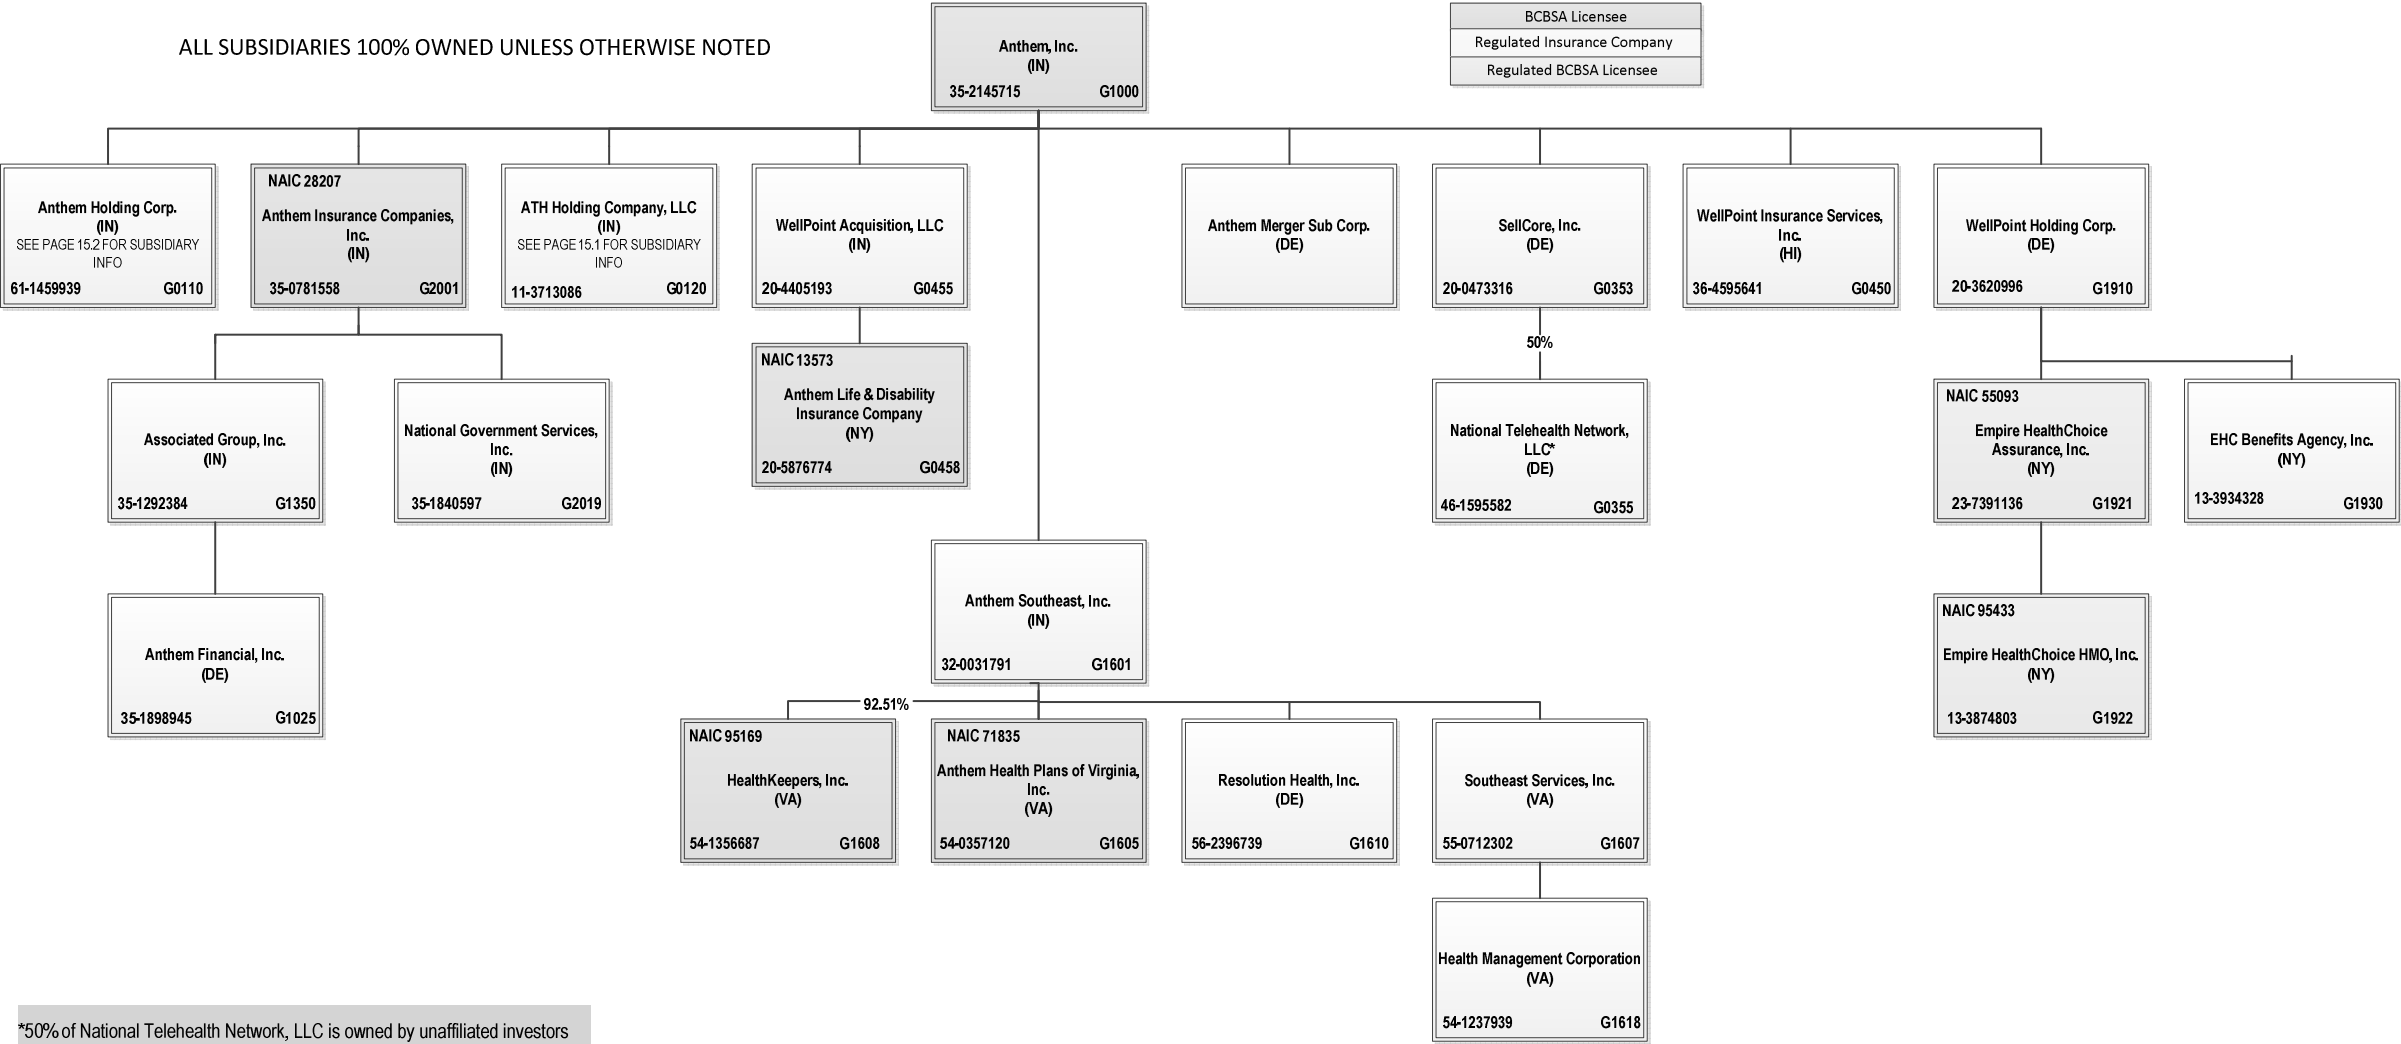 ALL SUBSIDIARIES 100% OWNED UNLESS OTHERWISE NOTED
Anthem, Inc.
(IN)
35-2145715 G1000
BCBSA Licensee
Regulated Insurance Company
Regulated BCBSA Licensee
Anthem Holding Corp.
(IN)
SEE PAGE 15.2 FOR SUBSIDIARY
INFO
61-1459939 G0110
NAIC 28207
Anthem Insurance Companies,
Inc.
(IN)
35-0781558 G2001
ATH Holding Company, LLC
(IN)
SEE PAGE 15.1 FOR SUBSIDIARY
INFO
11-3713086 G0120
WellPoint Acquisition, LLC
(IN)
20-4405193 G0455
Anthem Merger Sub Corp.
(DE)
SellCore, Inc.
(DE)
20-0473316 G0353
WellPoint Insurance Services,
Inc.
(HI)
36-4595641 G0450
WellPoint Holding Corp.
(DE)
20-3620996 G1910
50%
NAIC 13573
Anthem Life & Disability
Insurance Company
(NY)
20-5876774 G0458
Associated Group, Inc.
(IN)
35-1292384 G1350
National Government Services,
Inc.
(IN)
35-1840597 G2019
National Telehealth Network,
LLC*
(DE)
46-1595582 G0355
NAIC 55093
Empire HealthChoice
Assurance, Inc.
(NY)
23-7391136 G1921
EHC Benefits Agency, Inc.
(NY)
13-3934328 G1930
Anthem Southeast, Inc.
(IN)
32-0031791 G1601
Anthem Financial, Inc.
(DE)
35-1898945 G1025
NAIC 95433
Empire HealthChoice HMO, Inc.
(NY)
13-3874803 G1922
92.51%
NAIC 95169
HealthKeepers, Inc.
(VA)
54-1356687 G1608
NAIC 71835
Anthem Health Plans of Virginia,
Inc.
(VA)
54-0357120 G1605
Resolution Health, Inc.
(DE)
56-2396739 G1610
Southeast Services, Inc.
(VA)
55-0712302 G1607
Health Management Corporation
(VA)
54-1237939 G1618
*50% of National Telehealth Network, LLC is owned by unaffiliated investors